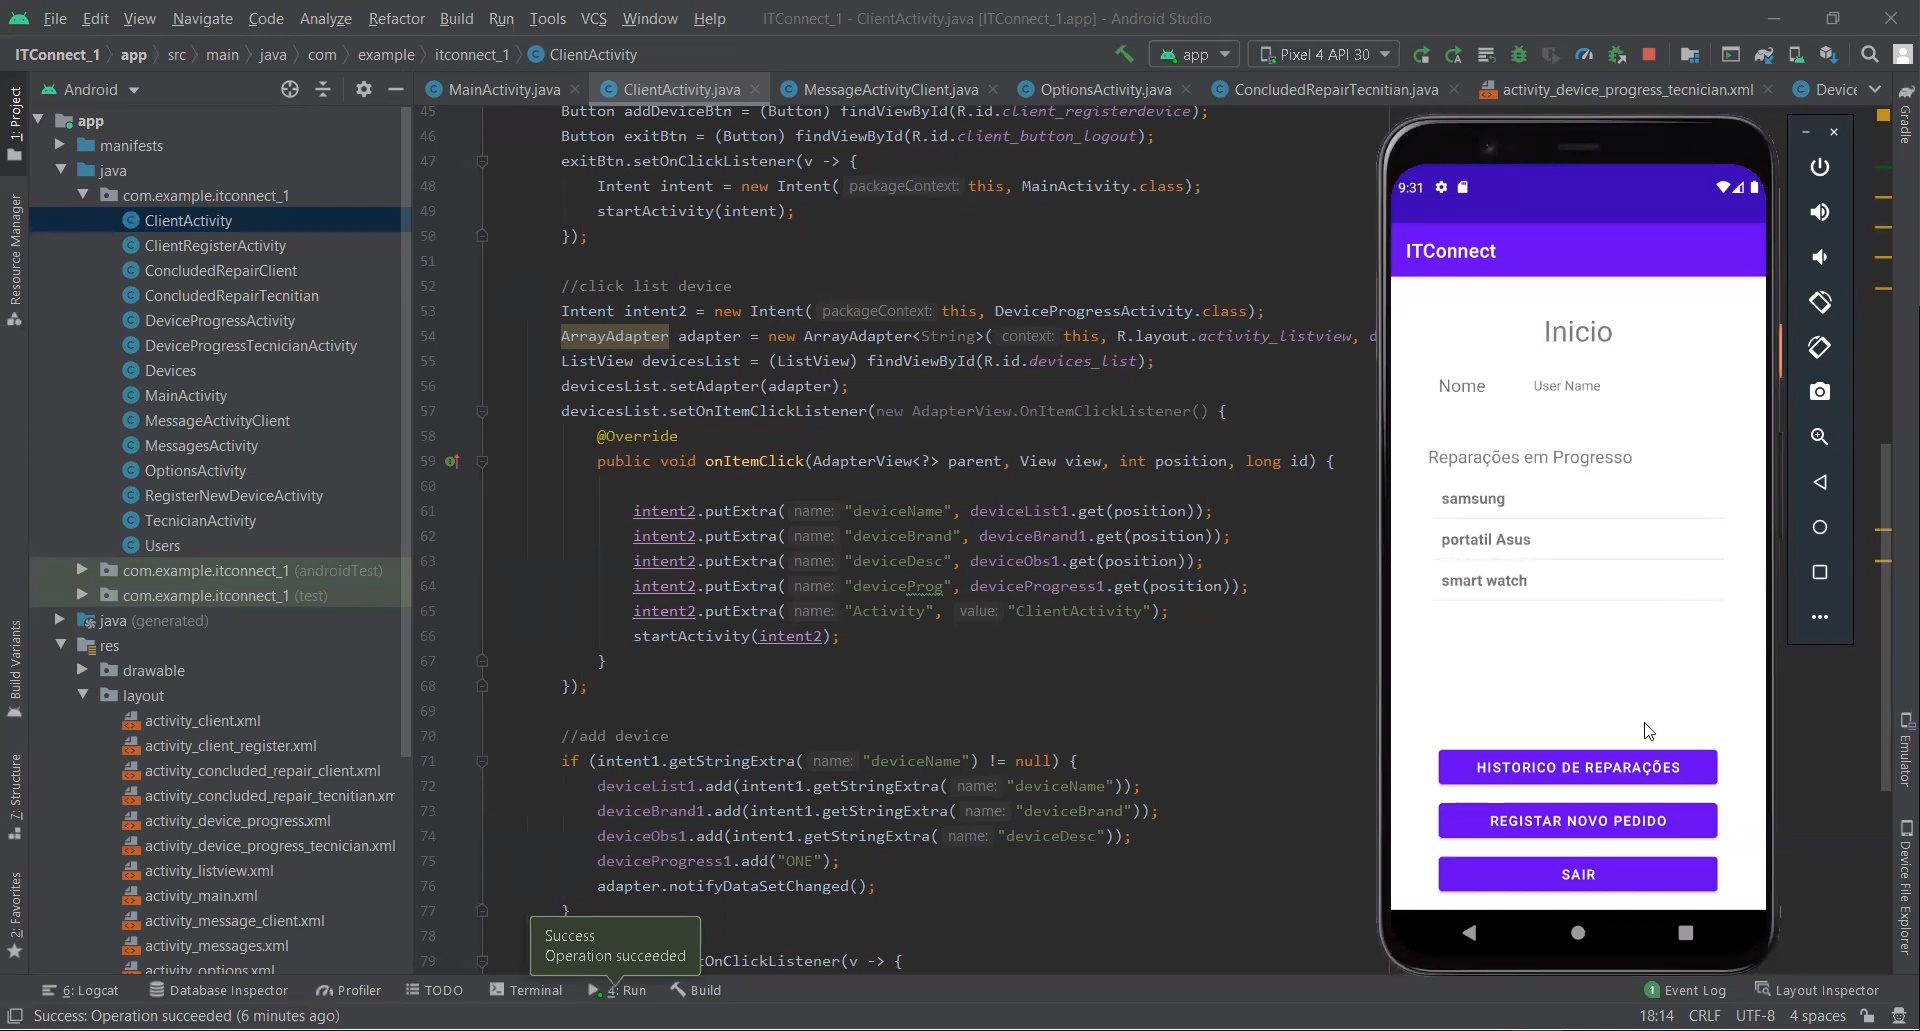 File Edit View Navigate Code Analyze Refactor Build Run Tools VCS Window Help ITConnect_1 - ClientActivity.java [ITConnect_1.app] - Android Studio
ITConnect_1 app src main java com example itconnect_1 ClientActivity app Pixel 4 API 30
1: Project
Resource Manager
Build Variants
7: Structure
2: Favorites
Android
app
manifests
java
com.example.itconnect_1
ClientActivity
ClientRegisterActivity
ConcludedRepairClient
ConcludedRepairTecnitian
DeviceProgressActivity
DeviceProgressTecnicianActivity
Devices
MainActivity
MessageActivityClient
MessagesActivity
OptionsActivity
RegisterNewDeviceActivity
TecnicianActivity
Users
com.example.itconnect_1 (androidTest)
com.example.itconnect_1 (test)
java (generated)
res
drawable
layout
activity_client.xml
activity_client_register.xml
activity_concluded_repair_client.xml
activity_concluded_repair_tecnitian.xm
activity_device_progress.xml
activity_device_progress_tecnician.xml
activity_listview.xml
activity_main.xml
activity_message_client.xml
activity_messages.xml
activity_options.xml
MainActivity.java ClientActivity.java MessageActivityClient.java OptionsActivity.java ConcludedRepairTecnitian.java activity_device_progress_tecnician.xml Device
45 Button addDeviceBtn = (Button) findViewById(R.id.client_registerdevice);
46 Button exitBtn = (Button) findViewById(R.id.client_button_logout);
47 exitBtn.setOnClickListener(v -> {
48 Intent intent = new Intent( packageContext: this, MainActivity.class);
49 startActivity(intent);
50 });
51
52 //click list device
53 Intent intent2 = new Intent( packageContext: this, DeviceProgressActivity.class);
54 ArrayAdapter adapter = new ArrayAdapter<String>( context: this, R.layout.activity_listview, d
55 ListView devicesList = (ListView) findViewById(R.id.devices_list);
56 devicesList.setAdapter(adapter);
57 devicesList.setOnItemClickListener(new AdapterView.OnItemClickListener() {
58 @Override
59 public void onItemClick(AdapterView<?> parent, View view, int position, long id) {
60
61 intent2.putExtra( name: "deviceName", deviceList1.get(position));
62 intent2.putExtra( name: "deviceBrand", deviceBrand1.get(position));
63 intent2.putExtra( name: "deviceDesc", deviceObs1.get(position));
64 intent2.putExtra( name: "deviceProg", deviceProgress1.get(position));
65 intent2.putExtra( name: "Activity", value: "ClientActivity");
66 startActivity(intent2);
67 }
68 });
69
70 //add device
71 if (intent1.getStringExtra( name: "deviceName") != null) {
72 deviceList1.add(intent1.getStringExtra( name: "deviceName"));
73 deviceBrand1.add(intent1.getStringExtra( name: "deviceBrand"));
74 deviceObs1.add(intent1.getStringExtra( name: "deviceDesc"));
75 deviceProgress1.add("ONE");
76 adapter.notifyDataSetChanged();
77 }
78
79 OnClickListener(v -> {
Success
Operation succeeded
9:31
ITConnect
Inicio
Nome User Name
Reparações em Progresso
samsung
portatil Asus
smart watch
HISTORICO DE REPARAÇÕES
REGISTAR NOVO PEDIDO
SAIR
Gradle
Emulator
Device File Explorer
6: Logcat Database Inspector Profiler TODO Terminal 4: Run Build 1 Event Log Layout Inspector
Success: Operation succeeded (6 minutes ago) 18:14 CRLF UTF-8 4 spaces